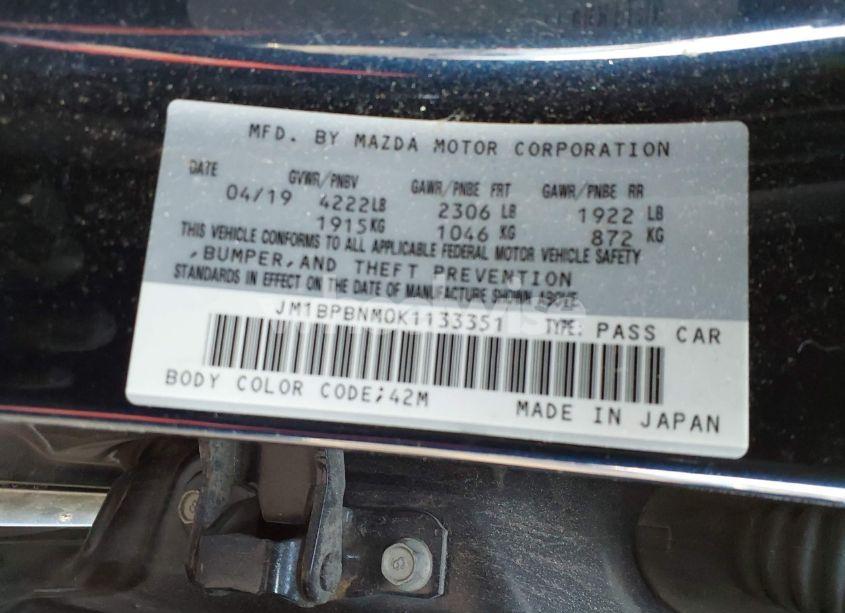 MFD. BY MAZDA MOTOR CORPORATION
DATE GVWR/PNBV GAWR/PNBE FRT GAWR/PNBE RR
04/19 4222LB 2306 LB 1922 LB
1915KG 1046 KG 872 KG
THIS VEHICLE CONFORMS TO ALL APPLICABLE FEDERAL MOTOR VEHICLE SAFETY
,BUMPER,AND THEFT PREVENTION
STANDARDS IN EFFECT ON THE DATE OF MANUFACTURE SHOWN ABOVE
JM1BPBNM0K1133351 TYPE: PASS CAR
BODY COLOR CODE;42M
MADE IN JAPAN